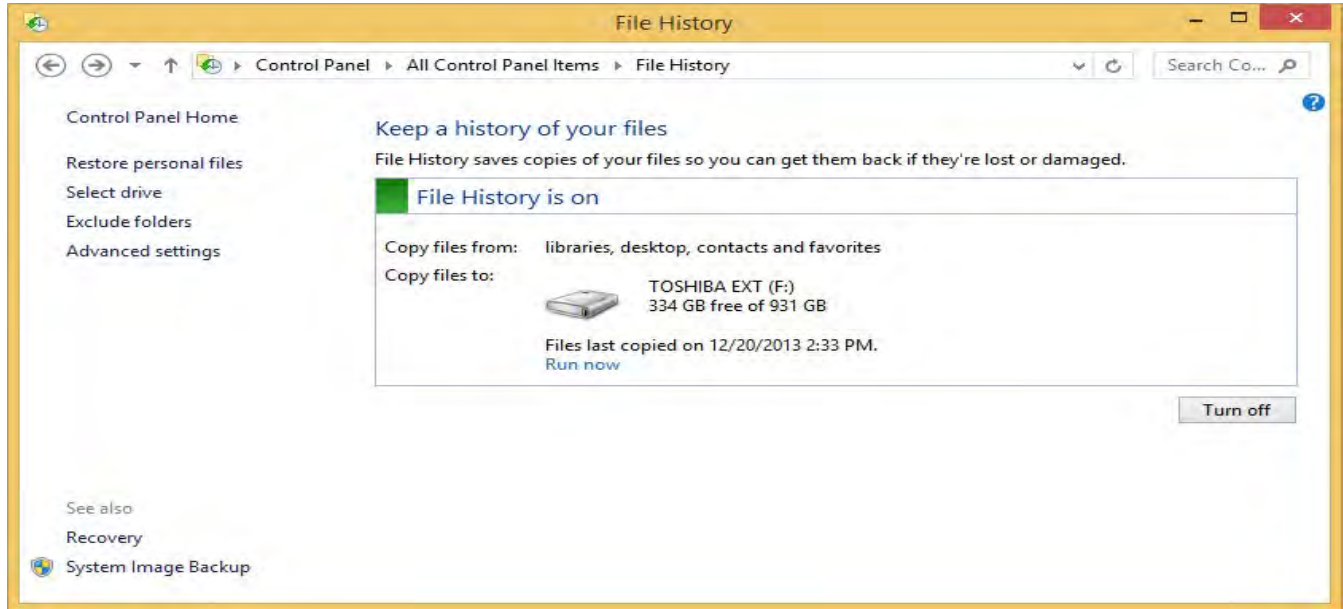 File History
Control Panel ▸ All Control Panel Items ▸ File History
Search Co...
Control Panel Home
Restore personal files
Select drive
Exclude folders
Advanced settings
Keep a history of your files
File History saves copies of your files so you can get them back if they're lost or damaged.
File History is on
Copy files from: libraries, desktop, contacts and favorites
Copy files to:
TOSHIBA EXT (F:)
334 GB free of 931 GB
Files last copied on 12/20/2013 2:33 PM.
Run now
Turn off
See also
Recovery
System Image Backup